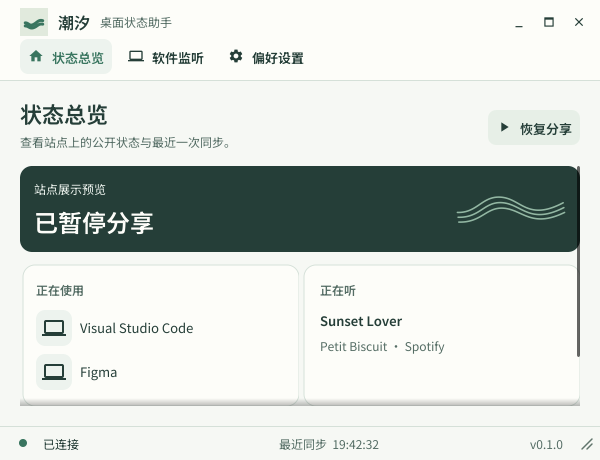 潮汐 桌面状态助手
状态总览 软件监听 偏好设置
状态总览
查看站点上的公开状态与最近一次同步。
恢复分享
站点展示预览
已暂停分享
正在使用
Visual Studio Code
Figma
正在听
Sunset Lover
Petit Biscuit · Spotify
已连接 最近同步 19:42:32 v0.1.0